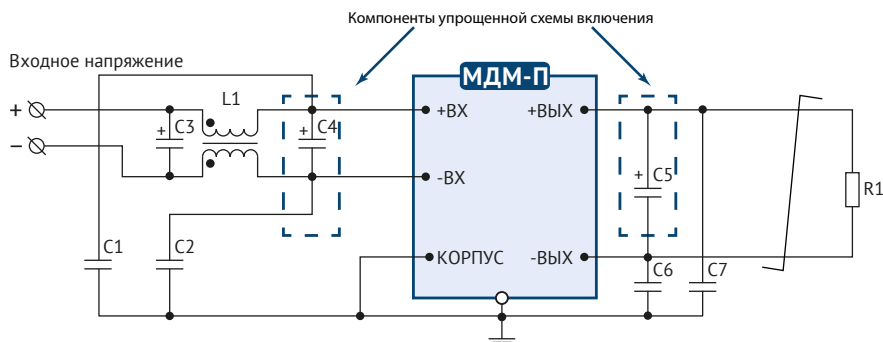 Компоненты упрощенной схемы включения
Входное напряжение
МДМ-П
L1
+
+ C3
+ C4
+ВХ
+ВЫХ
−
-ВХ
+ C5
R1
C1
C2
КОРПУС
-ВЫХ
C6
C7